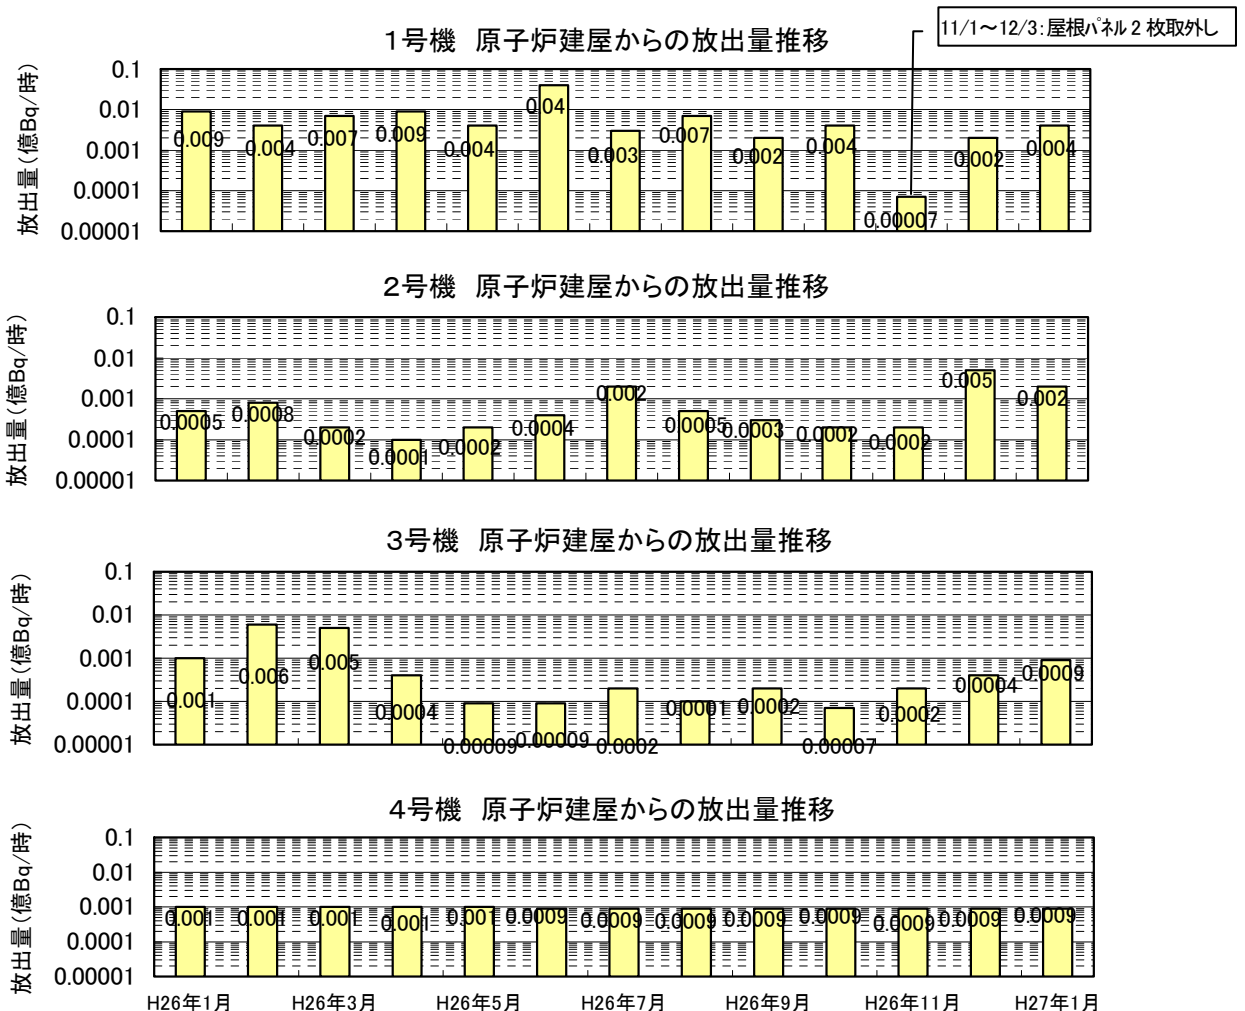 11/1～12/3:屋根パネル2枚取外し
1号機 原子炉建屋からの放出量推移
放出量(億Bq/時)
0.1
0.01
0.001
0.0001
0.00001
0.009 0.004 0.007 0.009 0.004 0.04 0.003 0.007 0.002 0.004 0.00007 0.002 0.004
2号機 原子炉建屋からの放出量推移
放出量(億Bq/時)
0.1
0.01
0.001
0.0001
0.00001
0.0005 0.0008 0.0002 0.0001 0.0002 0.0004 0.002 0.0005 0.0003 0.0002 0.0002 0.005 0.002
3号機 原子炉建屋からの放出量推移
放出量(億Bq/時)
0.1
0.01
0.001
0.0001
0.00001
0.001 0.006 0.005 0.0004 0.00009 0.00009 0.0002 0.0001 0.0002 0.00007 0.0002 0.0004 0.0009
4号機 原子炉建屋からの放出量推移
放出量(億Bq/時)
0.1
0.01
0.001
0.0001
0.00001
0.001 0.001 0.001 0.001 0.001 0.0009 0.0009 0.0009 0.0009 0.0009 0.0009 0.0009 0.0009
H26年1月 H26年3月 H26年5月 H26年7月 H26年9月 H26年11月 H27年1月